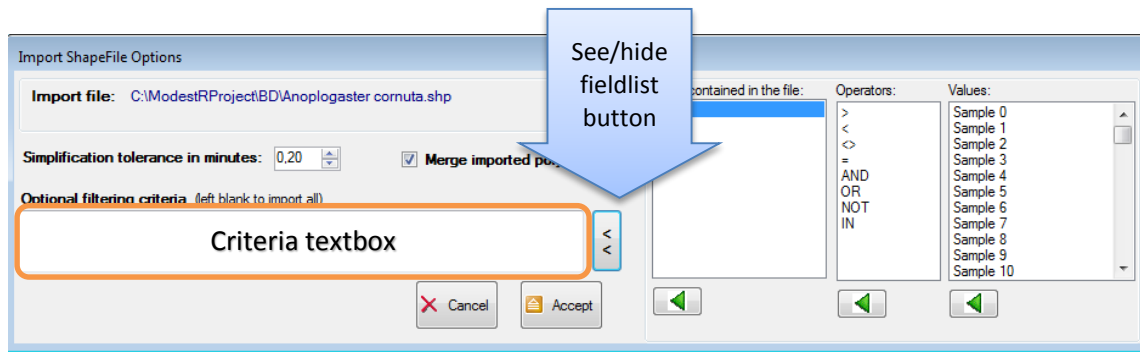 Import ShapeFile Options
See/hide
fieldlist
button
Import file: C:\ModestRProject\BD\Anoplogaster cornuta.shp
contained in the file:
Operators:
Values:
Simplification tolerance in minutes: 0,20
Merge imported
Optional filtering criteria (left blank to import all)
Criteria textbox
<
<
>
<
<>
=
AND
OR
NOT
IN
Sample 0
Sample 1
Sample 2
Sample 3
Sample 4
Sample 5
Sample 6
Sample 7
Sample 8
Sample 9
Sample 10
Cancel
Accept